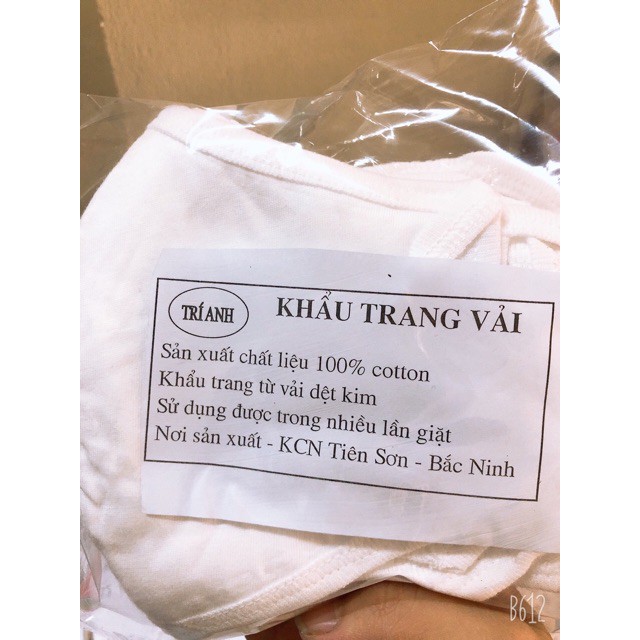 TRÍ ANH
KHẨU TRANG VẢI
Sản xuất chất liệu 100% cotton
Khẩu trang từ vải dệt kim
Sử dụng được trong nhiều lần giặt
Nơi sản xuất - KCN Tiên Sơn - Bắc Ninh
B612